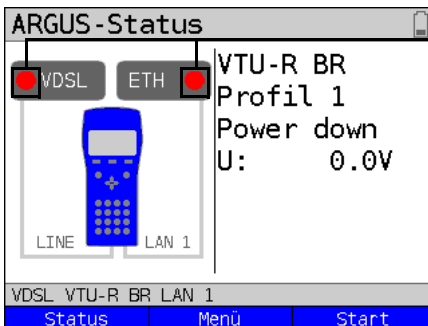 ARGUS-Status
VDSL ETH
VTU-R BR
Profil 1
Power down
U: 0.0V
LINE LAN 1
VDSL VTU-R BR LAN 1
Status Menü Start